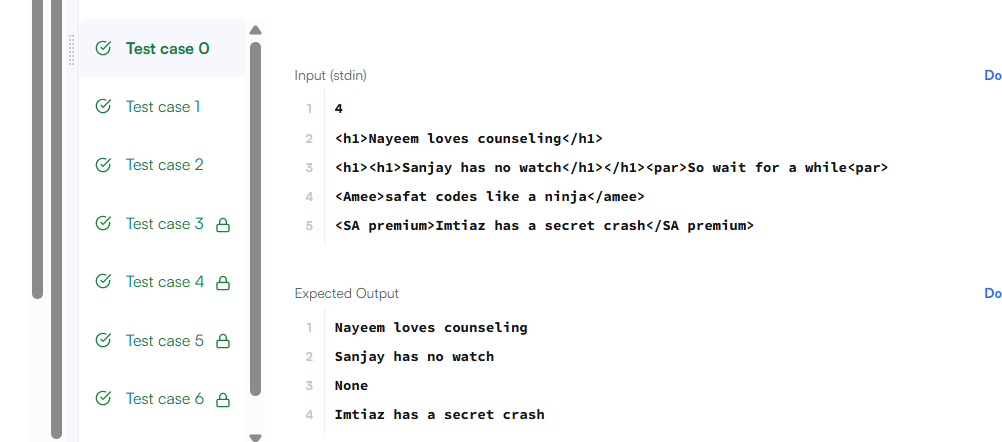 Test case 0
Test case 1
Test case 2
Test case 3
Test case 4
Test case 5
Test case 6
Input (stdin)
Do
1 4
2 <h1>Nayeem loves counseling</h1>
3 <h1><h1>Sanjay has no watch</h1></h1><par>So wait for a while<par>
4 <Amee>safat codes like a ninja</amee>
5 <SA premium>Imtiaz has a secret crash</SA premium>
Expected Output
Do
1 Nayeem loves counseling
2 Sanjay has no watch
3 None
4 Imtiaz has a secret crash